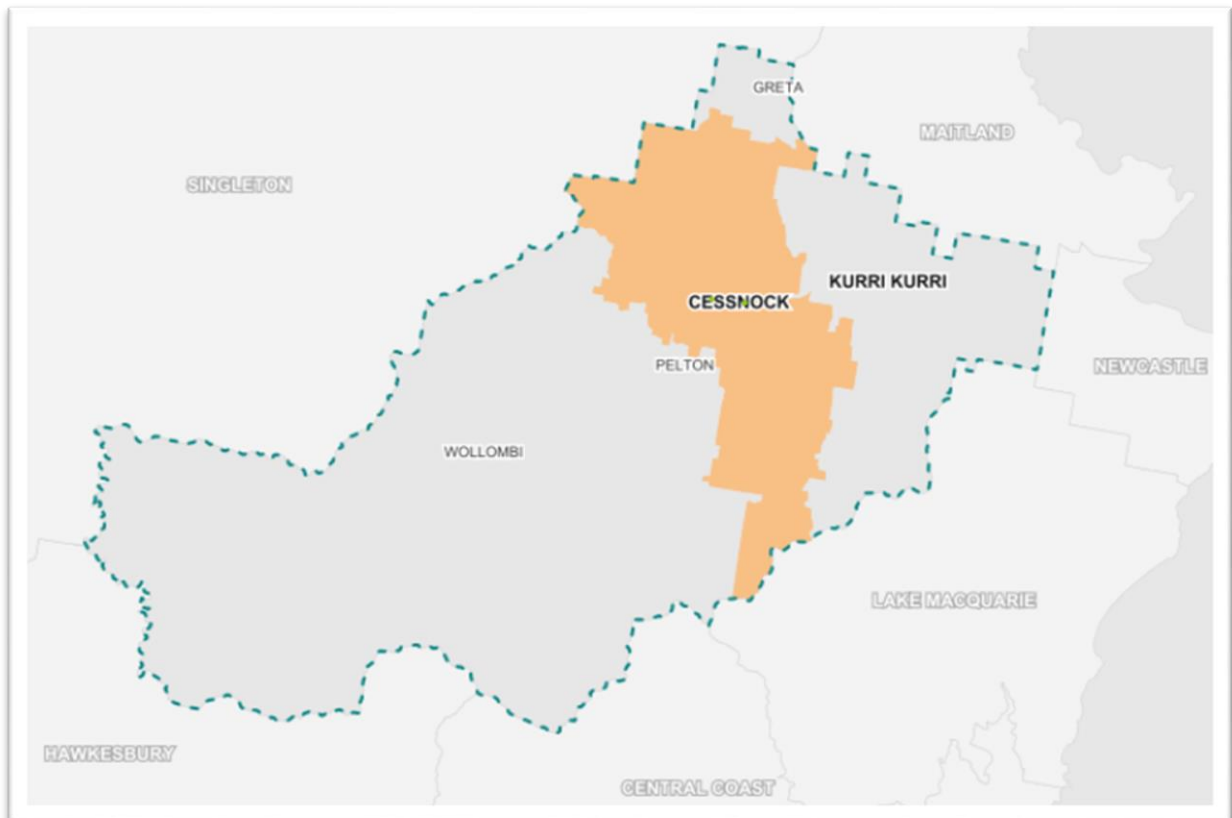 GRETA
MAITLAND
SINGLETON
KURRI KURRI
CESSNOCK
PELTON
NEWCASTLE
WOLLOMBI
LAKE MACQUARIE
HAWKESBURY
CENTRAL COAST